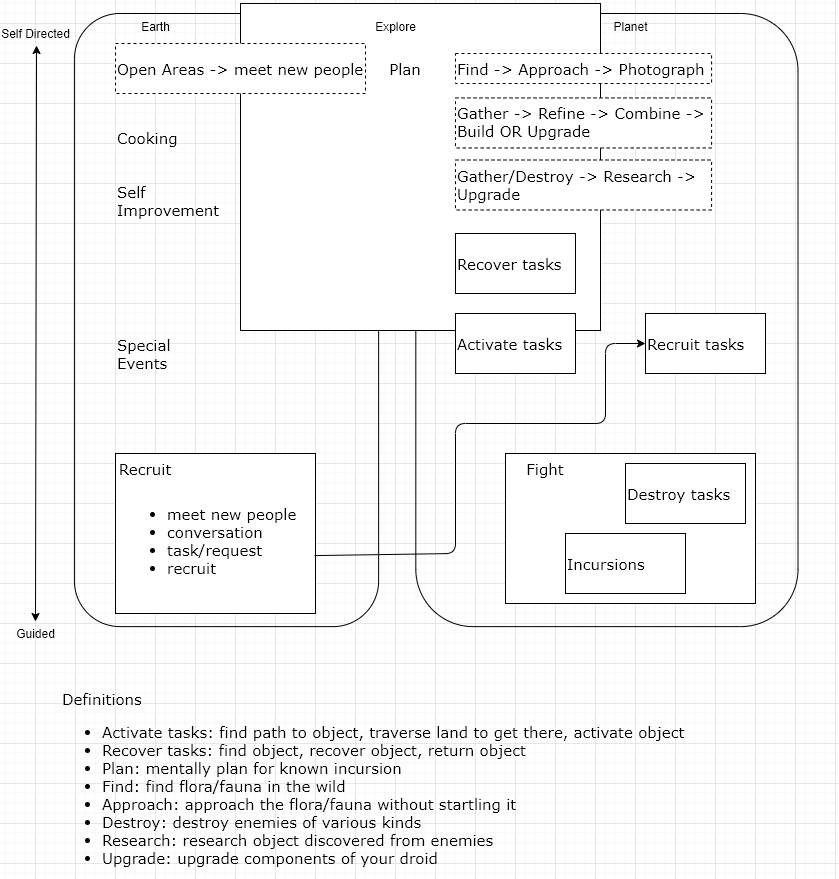 Earth
Explore
Planet
Self Directed
Open Areas -> meet new people
Plan
Find -> Approach -> Photograph
Gather -> Refine -> Combine ->
Build OR Upgrade
Cooking
Gather/Destroy -> Research ->
Upgrade
Self
Improvement
Recover tasks
Special
Events
Activate tasks
Recruit tasks
Recruit
• meet new people
• conversation
• task/request
• recruit
Fight
Destroy tasks
Incursions
Guided
Definitions
• Activate tasks: find path to object, traverse land to get there, activate object
• Recover tasks: find object, recover object, return object
• Plan: mentally plan for known incursion
• Find: find flora/fauna in the wild
• Approach: approach the flora/fauna without startling it
• Destroy: destroy enemies of various kinds
• Research: research object discovered from enemies
• Upgrade: upgrade components of your droid